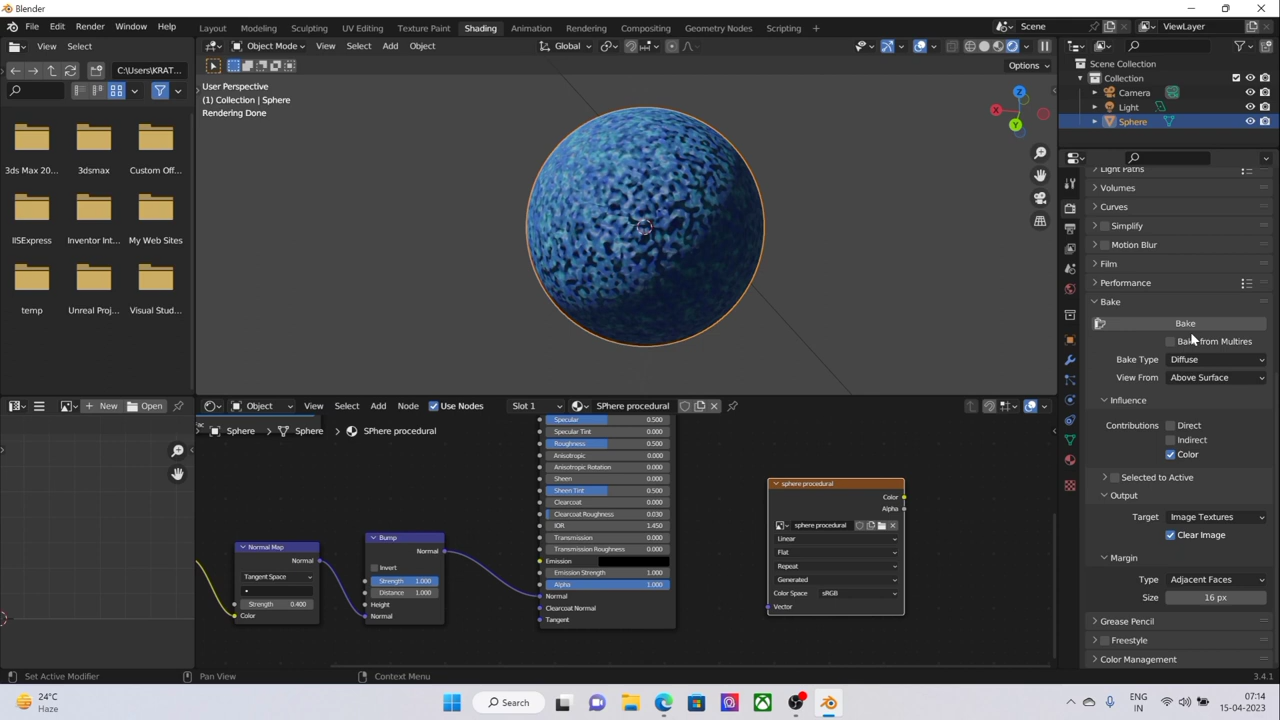 Blender
File Edit Render Window Help
Layout Modeling Sculpting UV Editing Texture Paint Shading Animation Rendering Compositing Geometry Nodes Scripting
Scene ViewLayer
View Select
C:\Users\KRAT...
3ds Max 20... 3dsmax Custom Off...
IISExpress Inventor Int... My Web Sites
temp Unreal Proj... Visual Stud...
Object Mode View Select Add Object Global
Options
User Perspective
(1) Collection | Sphere
Rendering Done
Z
X
Y
Scene Collection
Collection
Camera
Light
Sphere
Light Paths
Volumes
Curves
Simplify
Motion Blur
Film
Performance
Bake
Bake
Bake from Multires
Bake Type Diffuse
View From Above Surface
Influence
Contributions Direct
Indirect
Color
Selected to Active
Output
Target Image Textures
Clear Image
Margin
Type Adjacent Faces
Size 16 px
Grease Pencil
Freestyle
Color Management
New Open
Object View Select Add Node Use Nodes Slot 1 SPhere procedural
Sphere Sphere SPhere procedural
Normal Map
Normal
Tangent Space
Strength 0.400
Color
Bump
Normal
Invert
Strength 1.000
Distance 1.000
Height
Normal
Specular 0.500
Specular Tint 0.000
Roughness 0.500
Anisotropic 0.000
Anisotropic Rotation 0.000
Sheen 0.000
Sheen Tint 0.500
Clearcoat 0.000
Clearcoat Roughness 0.030
IOR 1.450
Transmission 0.000
Transmission Roughness 0.000
Emission
Emission Strength 1.000
Alpha 1.000
Normal
Clearcoat Normal
Tangent
sphere procedural
Color
Alpha
sphere procedural
Linear
Flat
Repeat
Generated
Color Space sRGB
Vector
Set Active Modifier Pan View Context Menu 3.4.1
24°C
Haze
Search
ENG
IN
07:14
15-04-2023